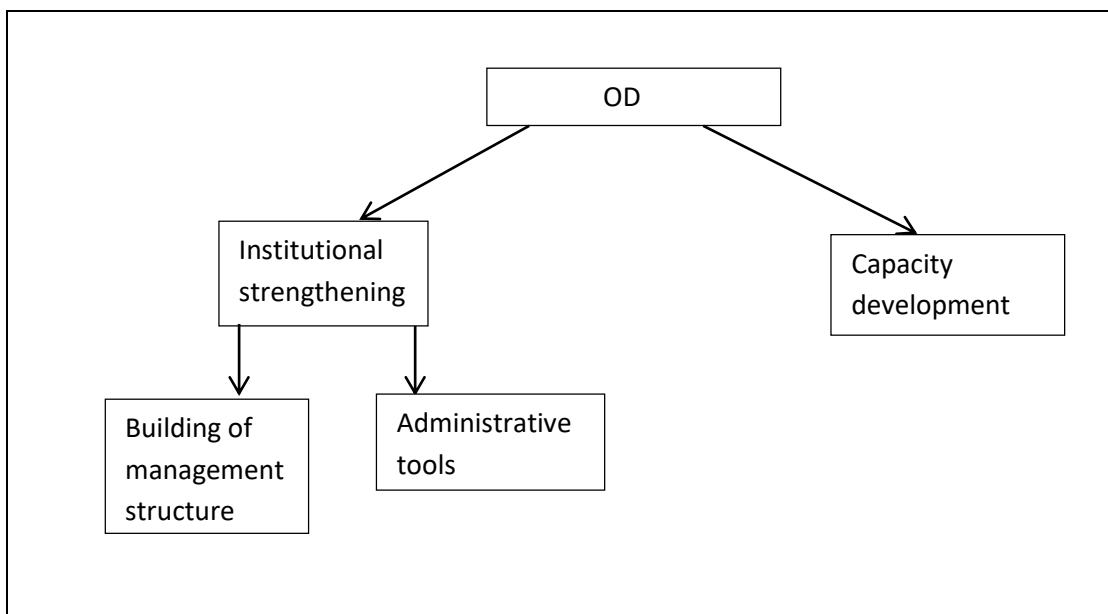 OD
Institutional
strengthening
Capacity
development
Building of
management
structure
Administrative
tools